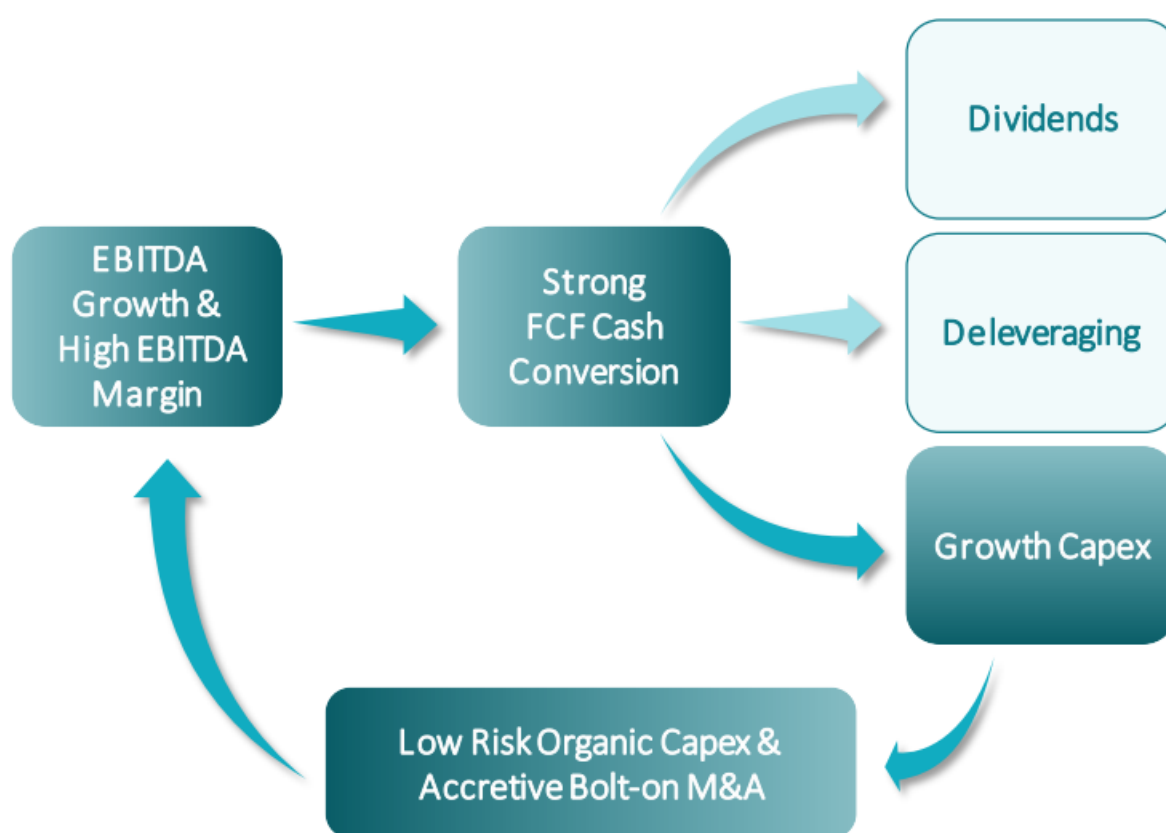 EBITDA
Growth &
High EBITDA
Margin
Strong
FCF Cash
Conversion
Dividends
Deleveraging
Growth Capex
Low Risk Organic Capex &
Accretive Bolt-on M&A